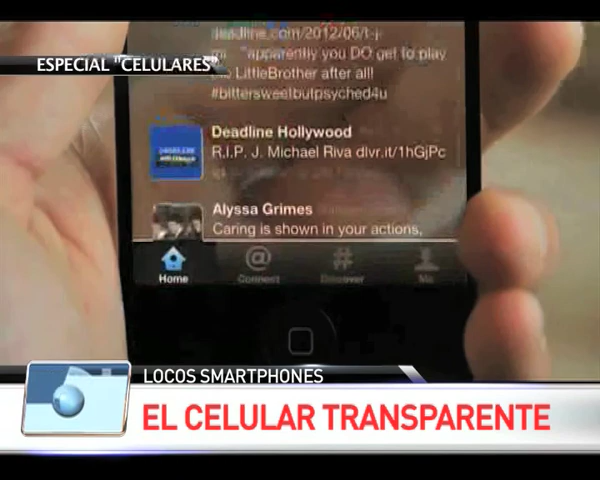 deadline.com/2012/06/t-j-
"apparently you DO get to play
LittleBrother after all!
#bittersweetbutpsyched4u
ESPECIAL "CELULARES"
Deadline Hollywood
R.I.P. J. Michael Riva dlvr.it/1hGjPc
Alyssa Grimes
Caring is shown in your actions,
Home
Connect
Discover
Me
LOCOS SMARTPHONES
EL CELULAR TRANSPARENTE